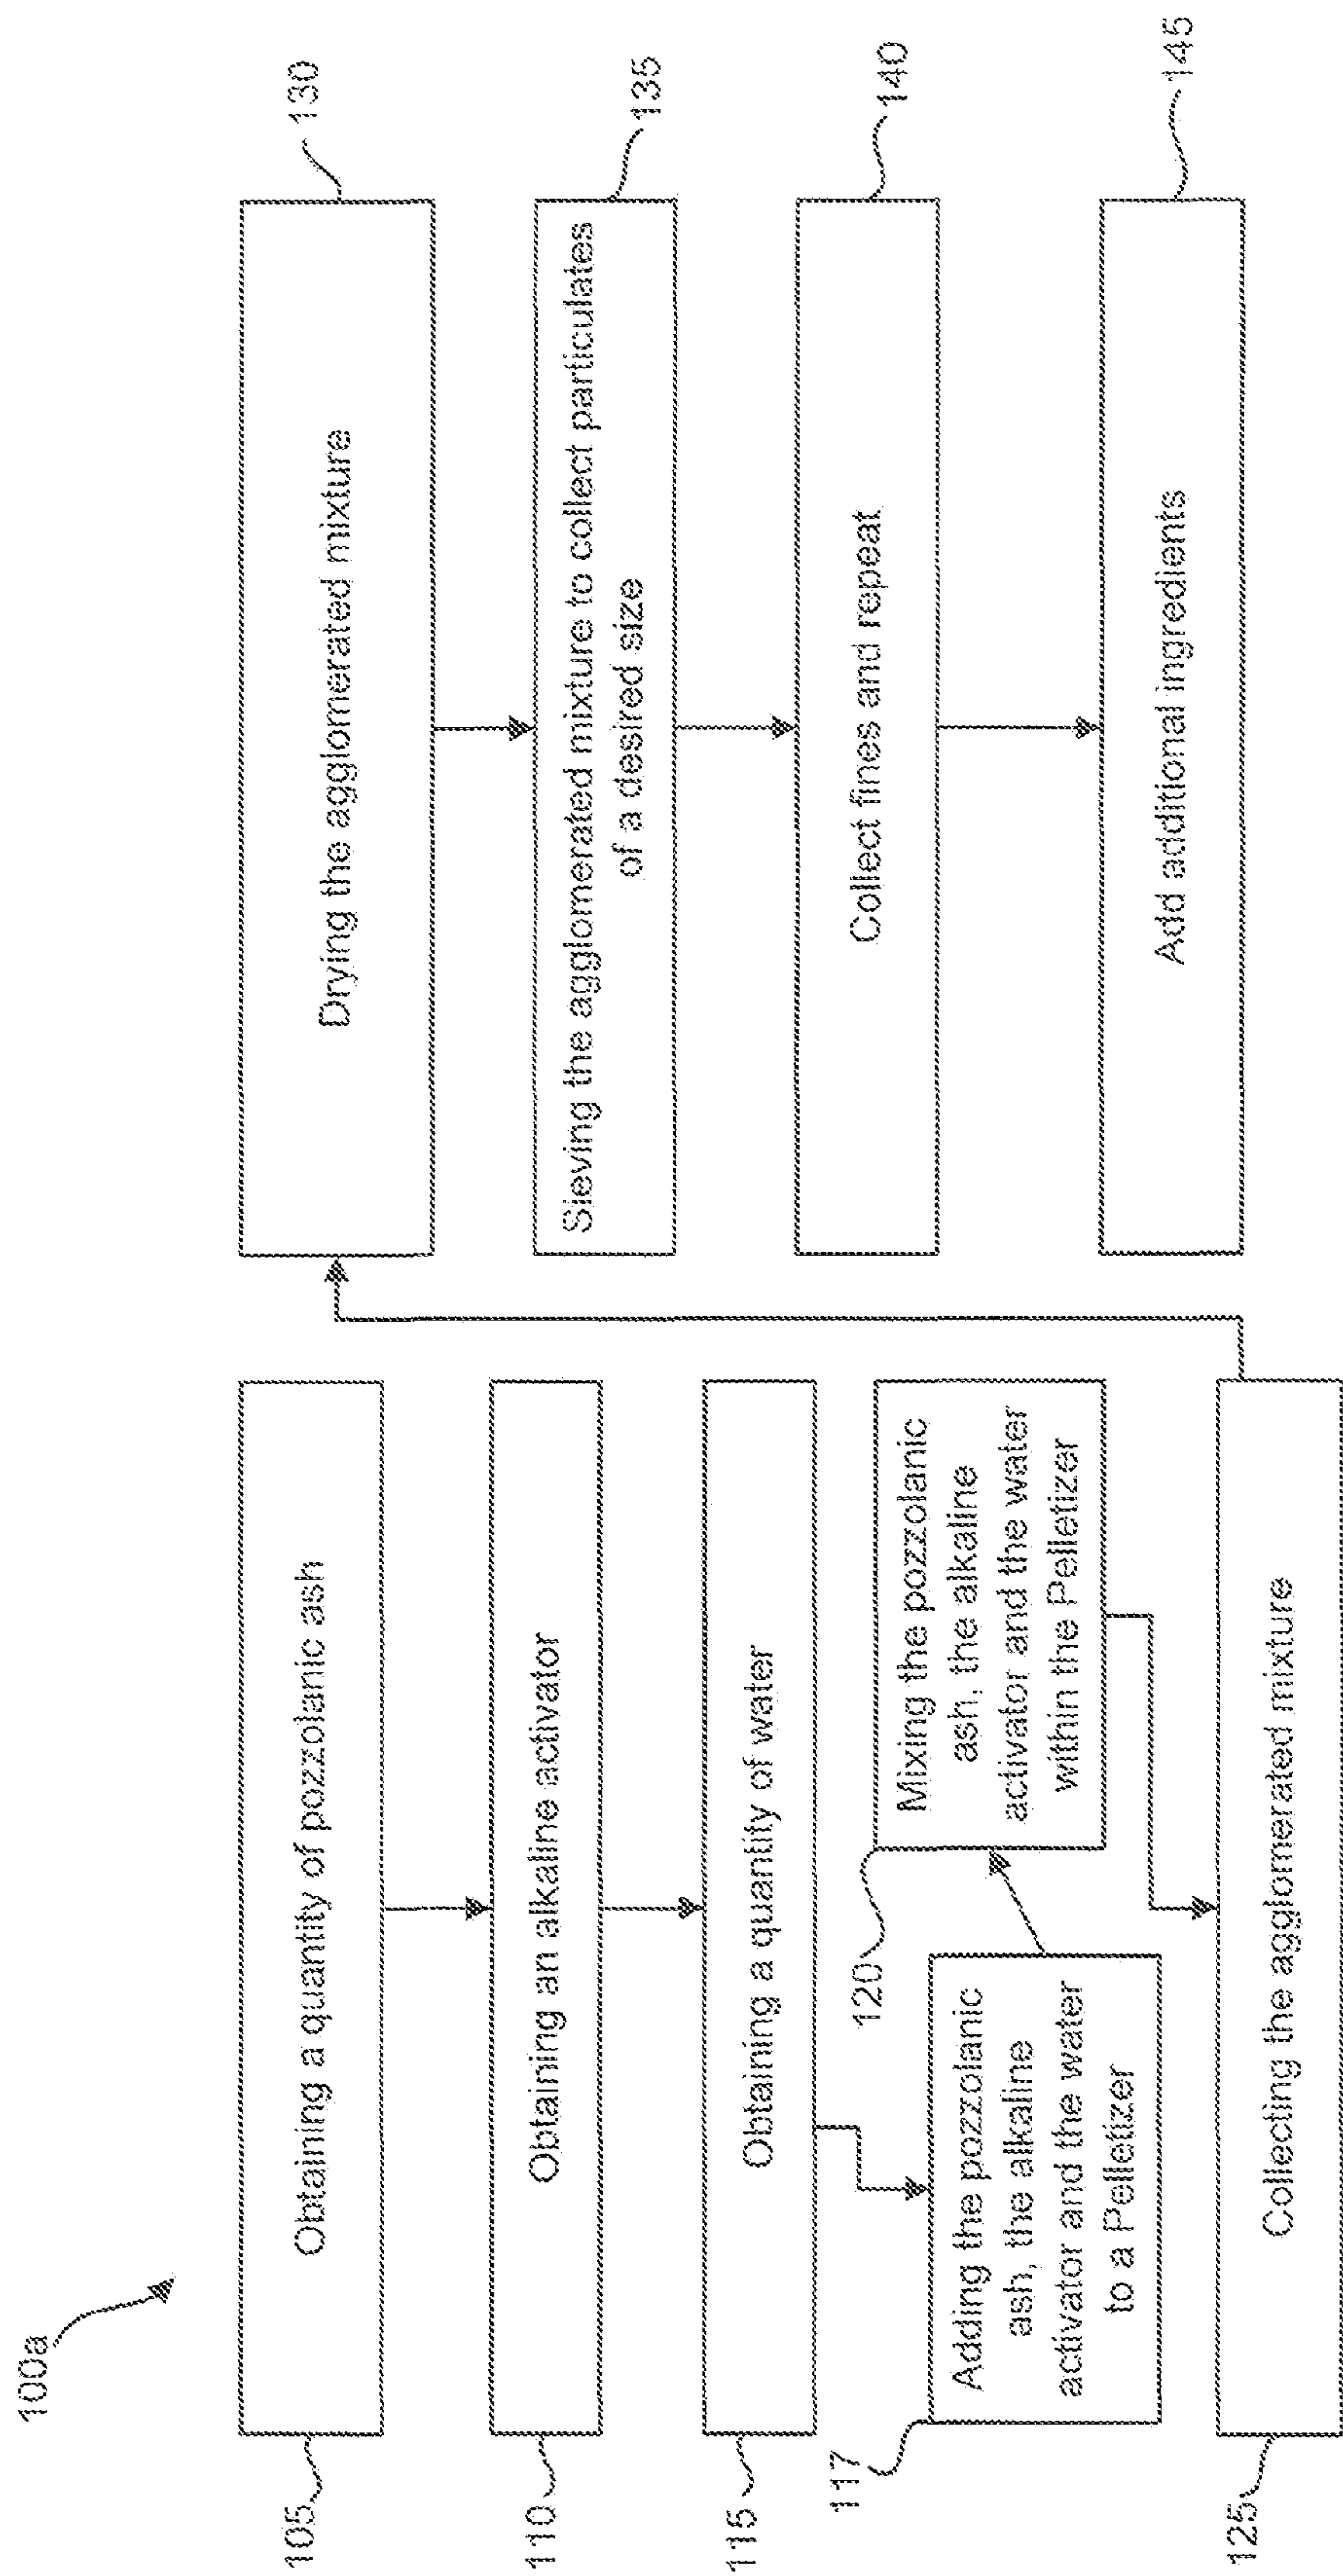 100a
105
Obtaining a quantity of pozzolanic ash
110
Obtaining an alkaline activator
115
Obtaining a quantity of water
117
Adding the pozzolanic
ash, the alkaline
activator and the water
to a Pelletizer
120
Mixing the pozzolanic
ash, the alkaline
activator and the water
within the Pelletizer
125
Collecting the agglomerated mixture
130
Drying the agglomerated mixture
135
Sieving the agglomerated mixture to collect particulates
of a desired size
140
Collect fines and repeat
145
Add additional ingredients